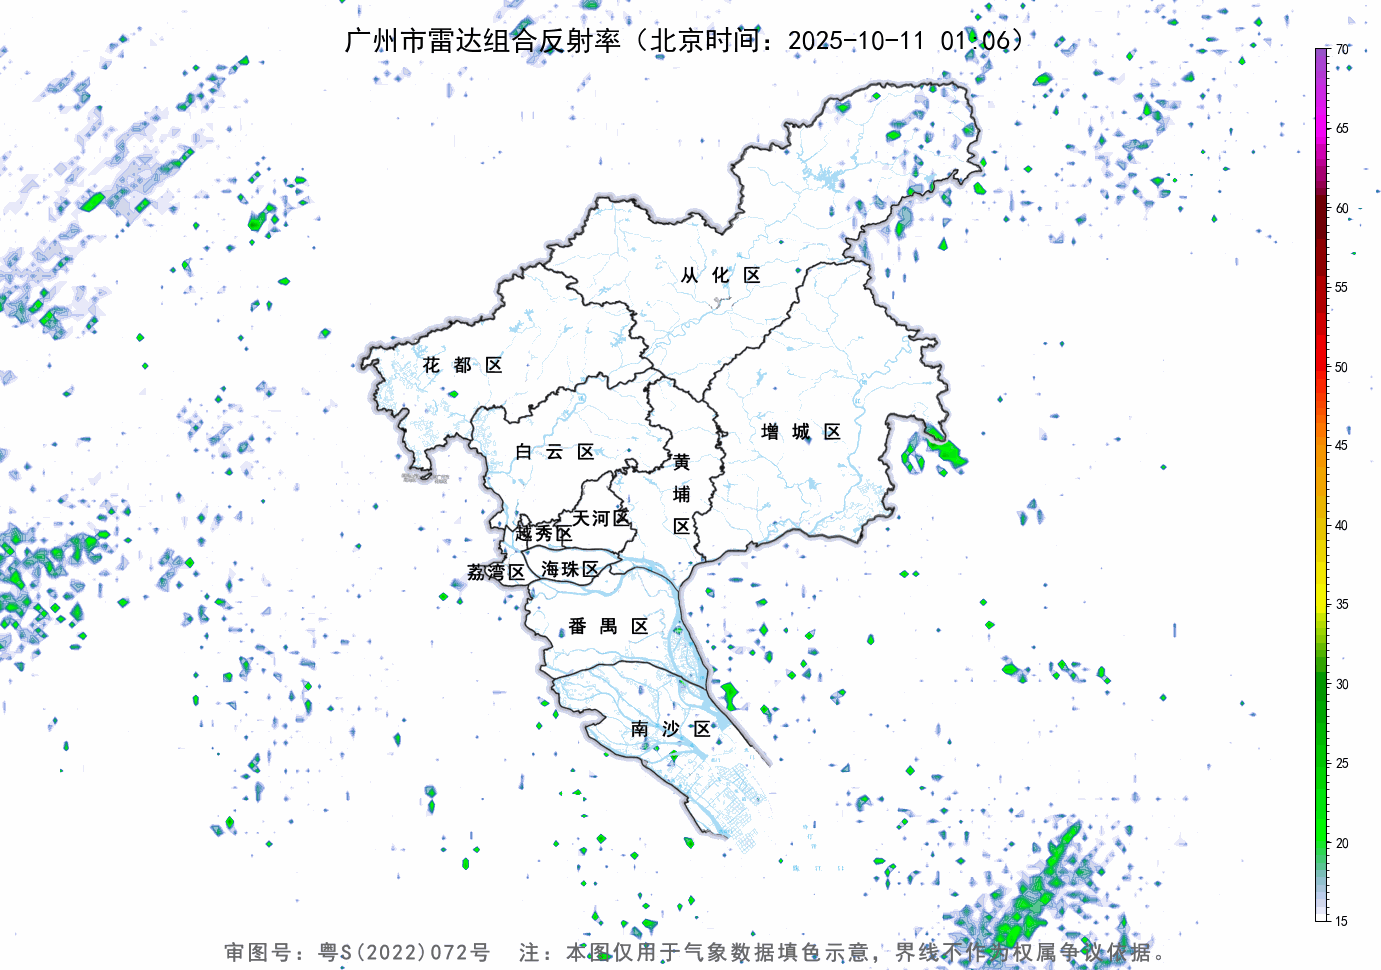 广州市雷达组合反射率（北京时间：2025-10-11 01:06）
70
65
60
55
50
45
40
35
30
25
20
15
从化区
花都区
增城区
白云区
黄埔区
天河区
越秀区
海珠区
荔湾区
番禺区
南沙区
审图号：粤S(2022)072号 注：本图仅用于气象数据填色示意，界线不作为权属争议依据。